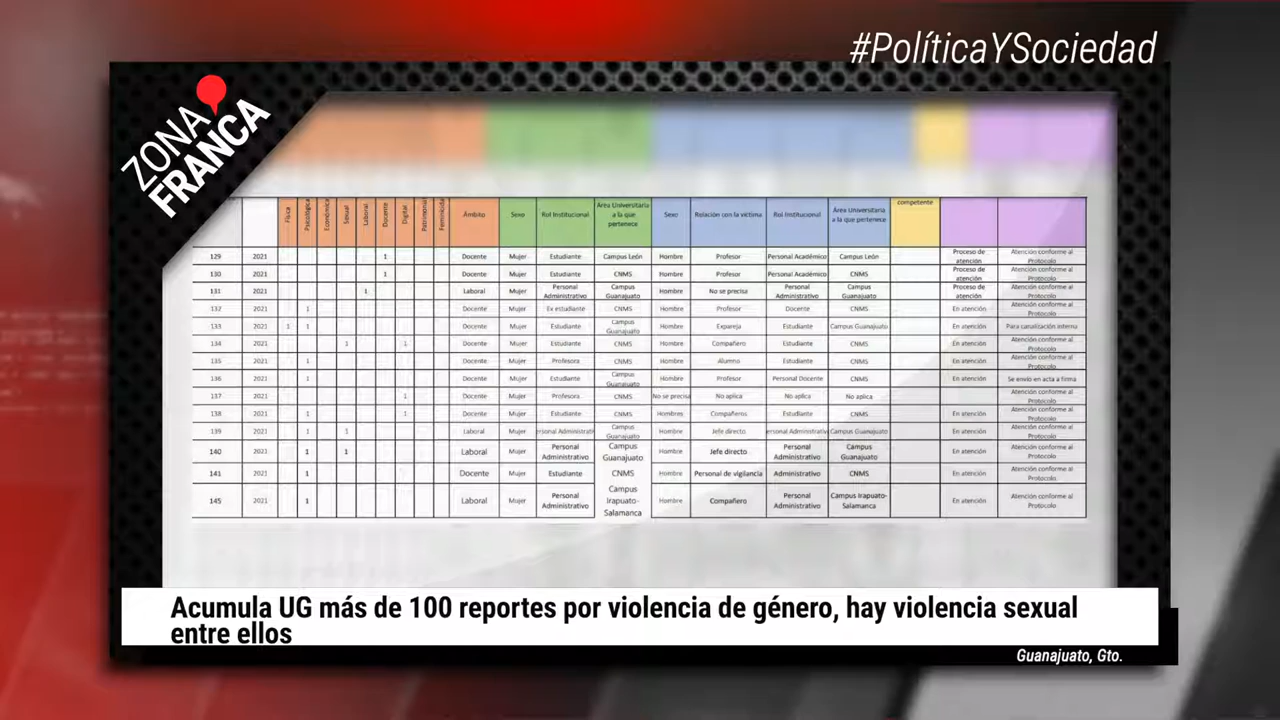 #PolíticaYSociedad
ZONA
FRANCA
Física Psicológica Económica Sexual Laboral Docente Digital Patrimonial Feminicida Ámbito Sexo Rol Institucional Área Universitaria a la que pertenece Sexo Relación con la víctima Rol Institucional Área Universitaria a la que pertenece competente
129 2021 1 Docente Mujer Estudiante Campus León Hombre Profesor Personal Académico Campus León Proceso de atención Atención conforme al Protocolo
130 2021 1 Docente Mujer Estudiante CNMS Hombre Profesor Personal Académico CNMS Proceso de atención Atención conforme al Protocolo
131 2021 1 Laboral Mujer Personal Administrativo Campus Guanajuato Hombre No se precisa Personal Administrativo Campus Guanajuato Proceso de atención Atención conforme al Protocolo
132 2021 1 Docente Mujer Ex estudiante CNMS Hombre Profesor Docente CNMS En atención Atención conforme al Protocolo
133 2021 1 1 Docente Mujer Estudiante Campus Guanajuato Hombre Expareja Estudiante Campus Guanajuato En atención Para canalización interna
134 2021 1 1 Docente Mujer Estudiante CNMS Hombre Compañero Estudiante CNMS En atención Atención conforme al Protocolo
135 2021 1 Docente Mujer Profesora CNMS Hombre Alumno Estudiante CNMS En atención Atención conforme al Protocolo
136 2021 1 Docente Mujer Estudiante Campus Guanajuato Hombre Profesor Personal Docente CNMS En atención Se envío en acta a firma
137 2021 1 Docente Mujer Profesora CNMS No se precisa No aplica No aplica No aplica En atención Atención conforme al Protocolo
138 2021 1 1 Docente Mujer Estudiante CNMS Hombres Compañeros Estudiante CNMS En atención Atención conforme al Protocolo
139 2021 1 1 Laboral Mujer ersonal Administrati Campus Guanajuato Hombre Jefe directo ersonal Administrativ Campus Guanajuato En atención Atención conforme al Protocolo
140 2021 1 1 Laboral Mujer Personal Administrativo Campus Guanajuato Hombre Jefe directo Personal Administrativo Campus Guanajuato En atención Atención conforme al Protocolo
141 2021 1 Docente Mujer Estudiante CNMS Hombre Personal de vigilancia Administrativo CNMS En atención Atención conforme al Protocolo
145 2021 1 Laboral Mujer Personal Administrativo Campus Irapuato-Salamanca Hombre Compañero Personal Administrativo Campus Irapuato-Salamanca En atención Atención conforme al Protocolo
Acumula UG más de 100 reportes por violencia de género, hay violencia sexual
entre ellos
Guanajuato, Gto.